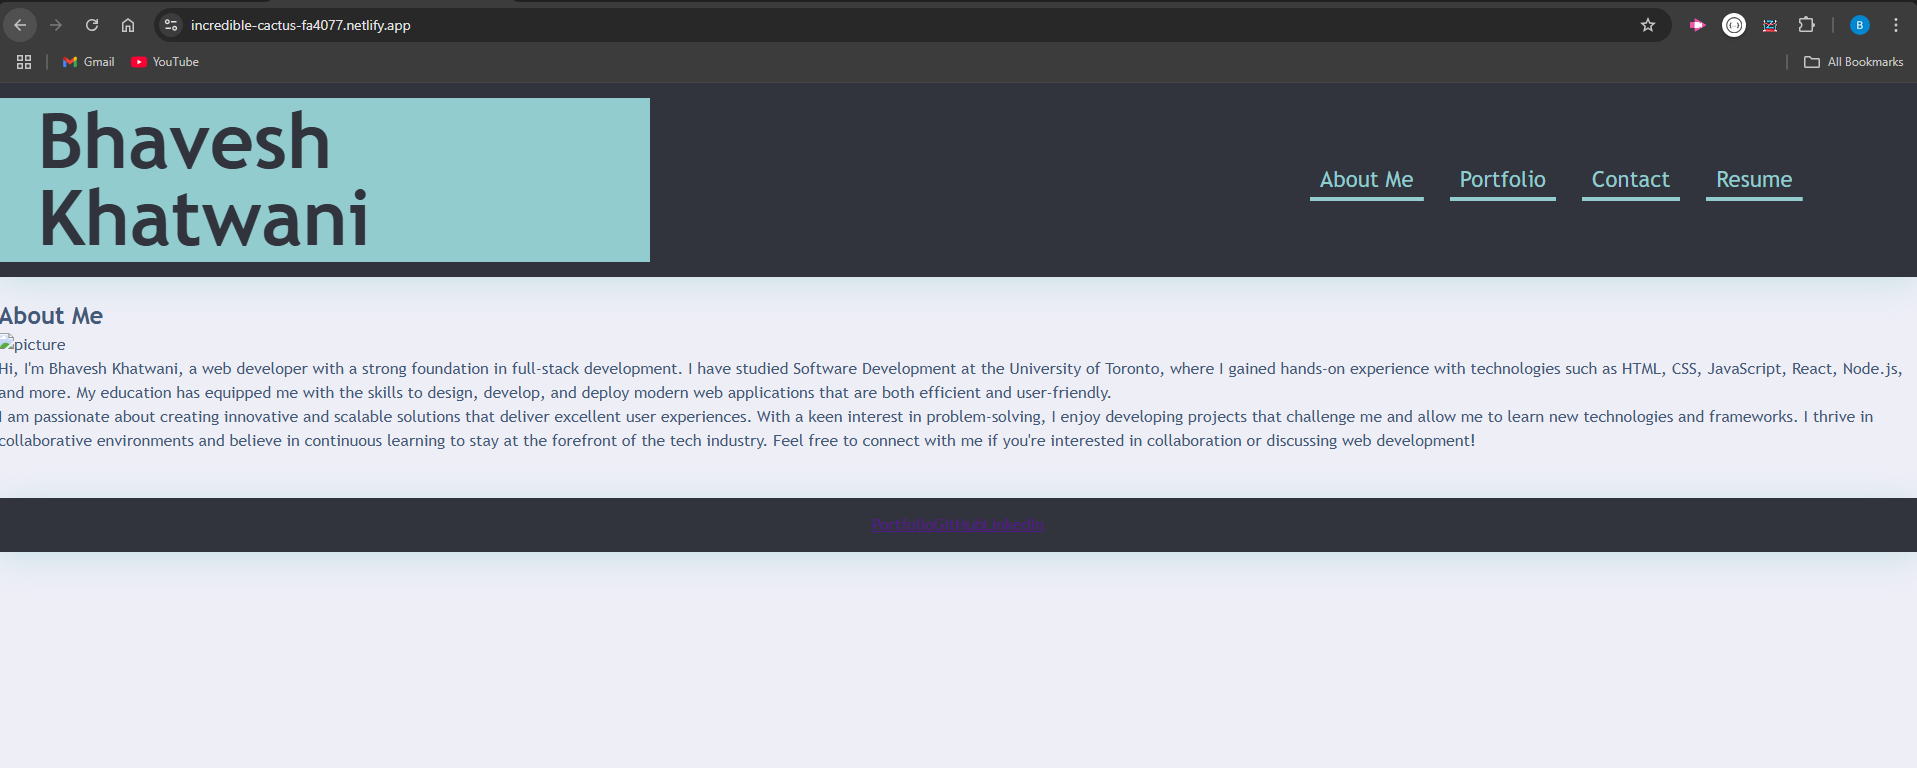 incredible-cactus-fa4077.netlify.app
B
Gmail YouTube All Bookmarks
Bhavesh
Khatwani
About Me Portfolio Contact Resume
About Me
picture
Hi, I'm Bhavesh Khatwani, a web developer with a strong foundation in full-stack development. I have studied Software Development at the University of Toronto, where I gained hands-on experience with technologies such as HTML, CSS, JavaScript, React, Node.js,
and more. My education has equipped me with the skills to design, develop, and deploy modern web applications that are both efficient and user-friendly.
I am passionate about creating innovative and scalable solutions that deliver excellent user experiences. With a keen interest in problem-solving, I enjoy developing projects that challenge me and allow me to learn new technologies and frameworks. I thrive in
collaborative environments and believe in continuous learning to stay at the forefront of the tech industry. Feel free to connect with me if you're interested in collaboration or discussing web development!
Portfolio